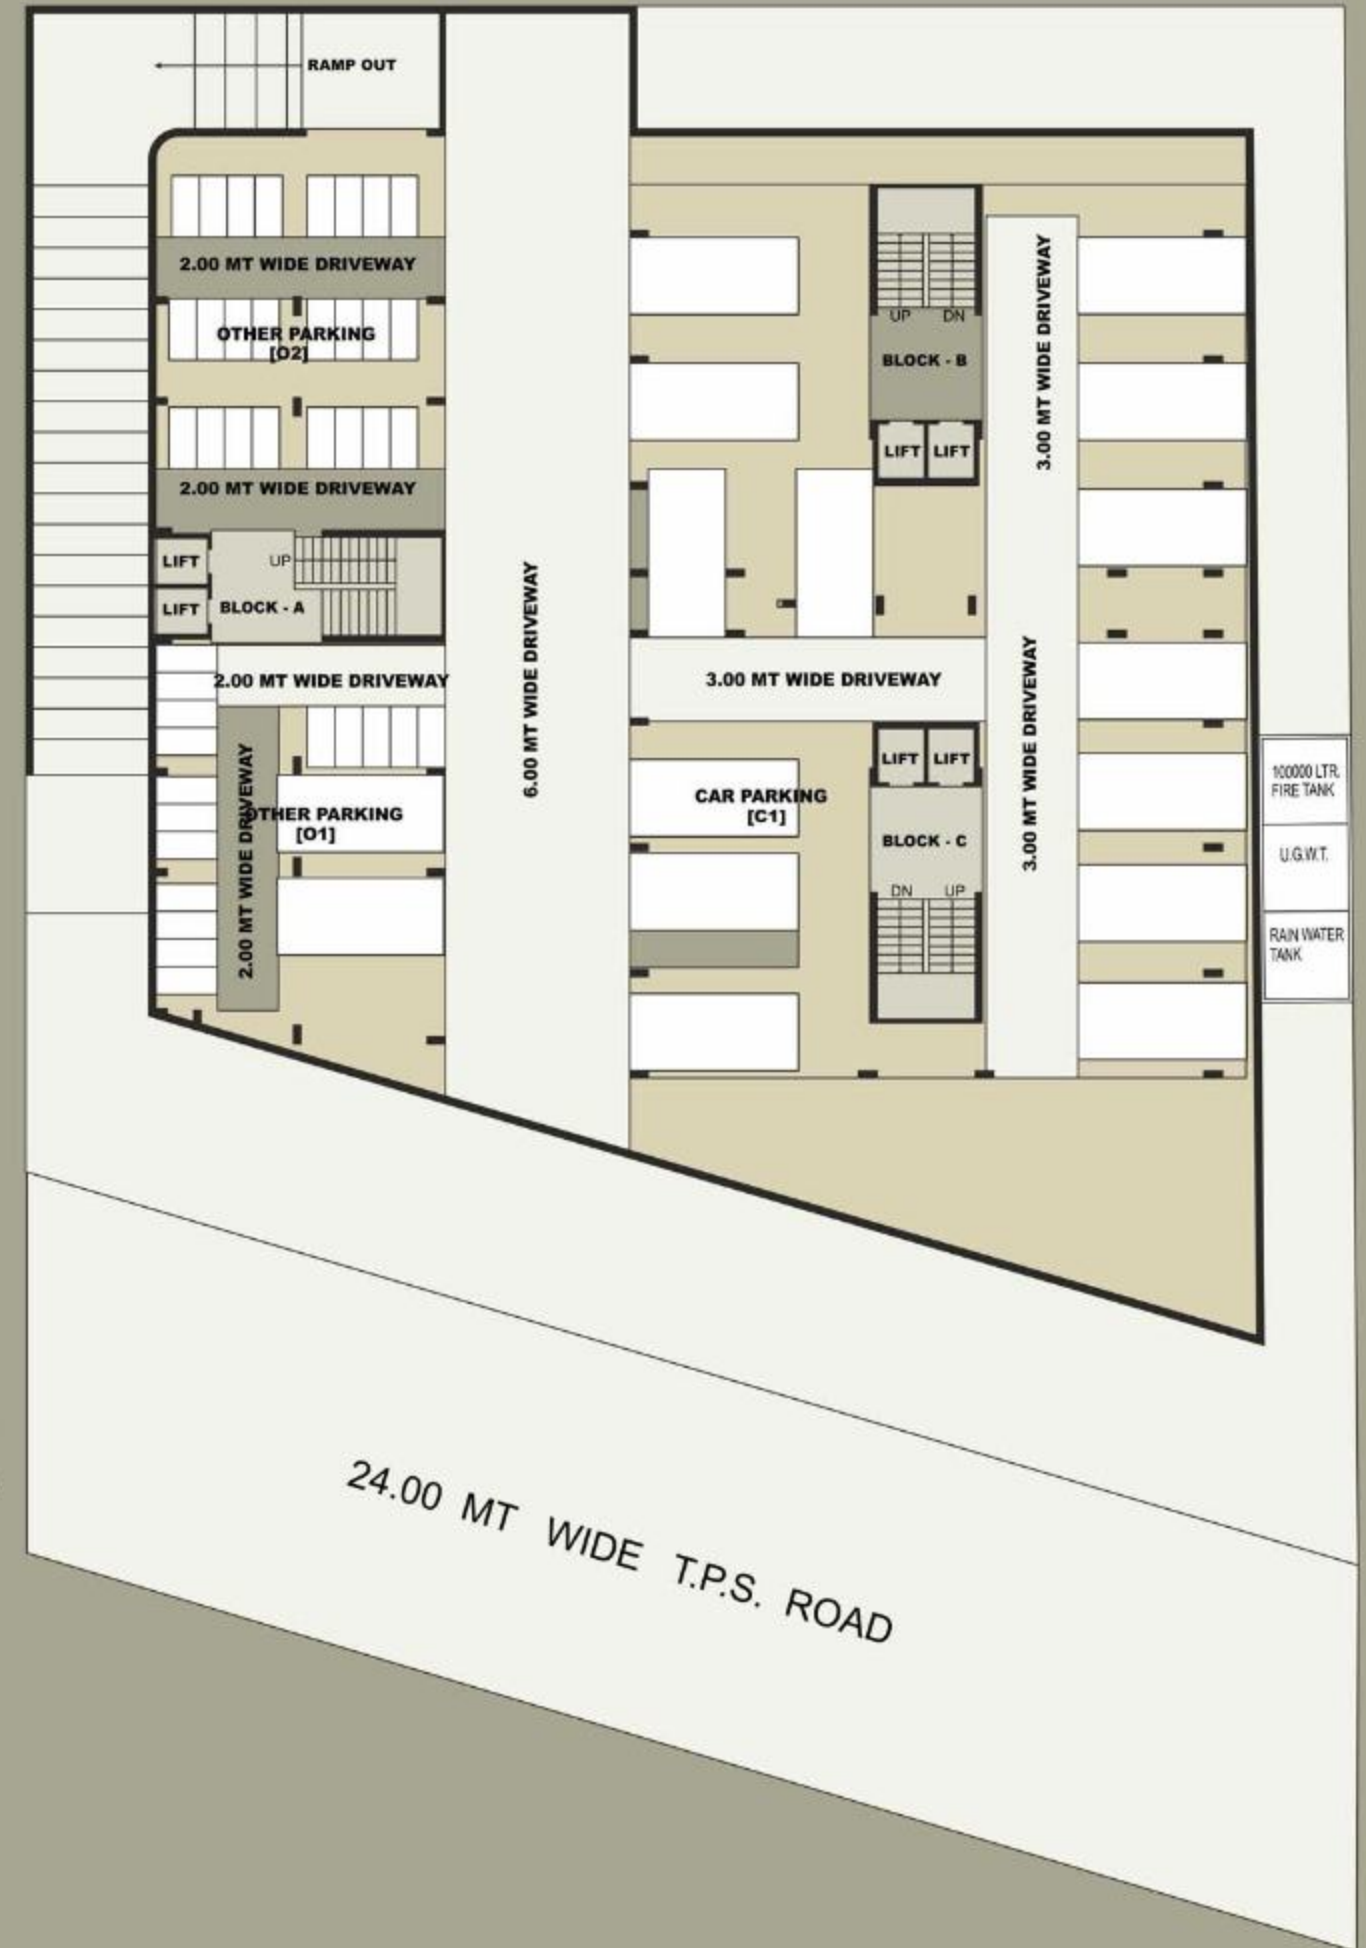 RAMP OUT
2.00 MT WIDE DRIVEWAY
OTHER PARKING
[O2]
2.00 MT WIDE DRIVEWAY
LIFT
LIFT
UP
BLOCK - A
2.00 MT WIDE DRIVEWAY
2.00 MT WIDE DRIVEWAY
OTHER PARKING
[O1]
6.00 MT WIDE DRIVEWAY
UP DN
BLOCK - B
LIFT LIFT
3.00 MT WIDE DRIVEWAY
3.00 MT WIDE DRIVEWAY
3.00 MT WIDE DRIVEWAY
LIFT LIFT
CAR PARKING
[C1]
BLOCK - C
DN UP
100000 LTR.
FIRE TANK
U.G.W.T.
RAIN WATER
TANK
24.00 MT WIDE T.P.S. ROAD